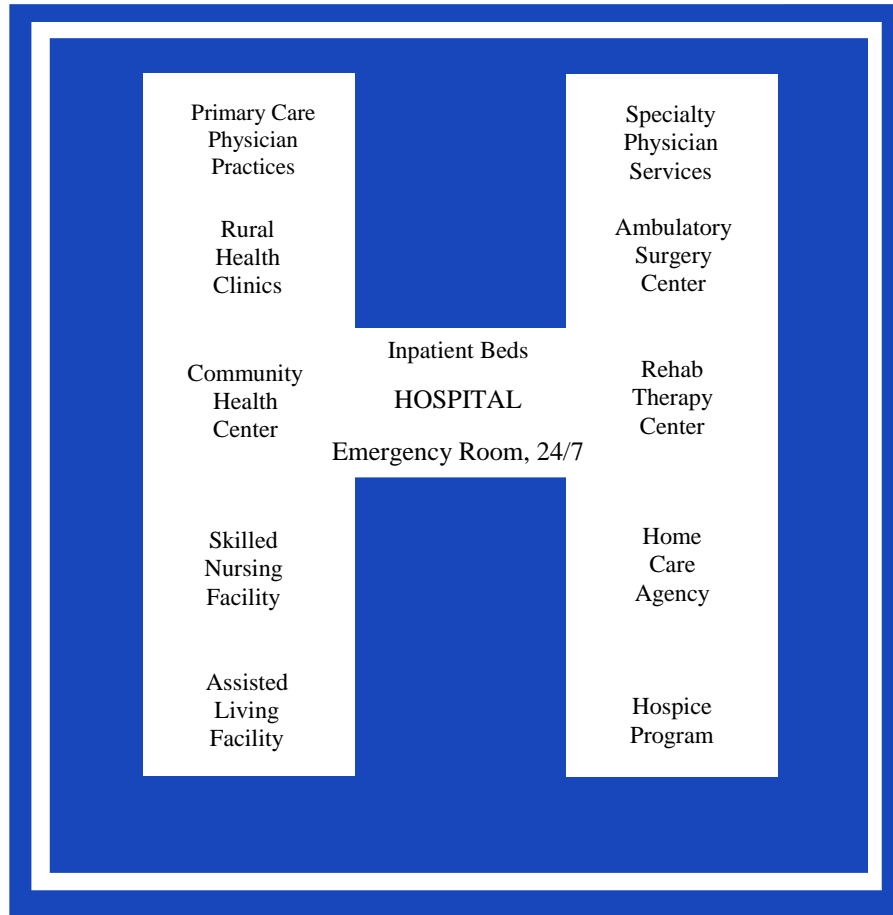 Primary Care
Physician
Practices
Rural
Health
Clinics
Community
Health
Center
Skilled
Nursing
Facility
Assisted
Living
Facility
Inpatient Beds
HOSPITAL
Emergency Room, 24/7
Specialty
Physician
Services
Ambulatory
Surgery
Center
Rehab
Therapy
Center
Home
Care
Agency
Hospice
Program